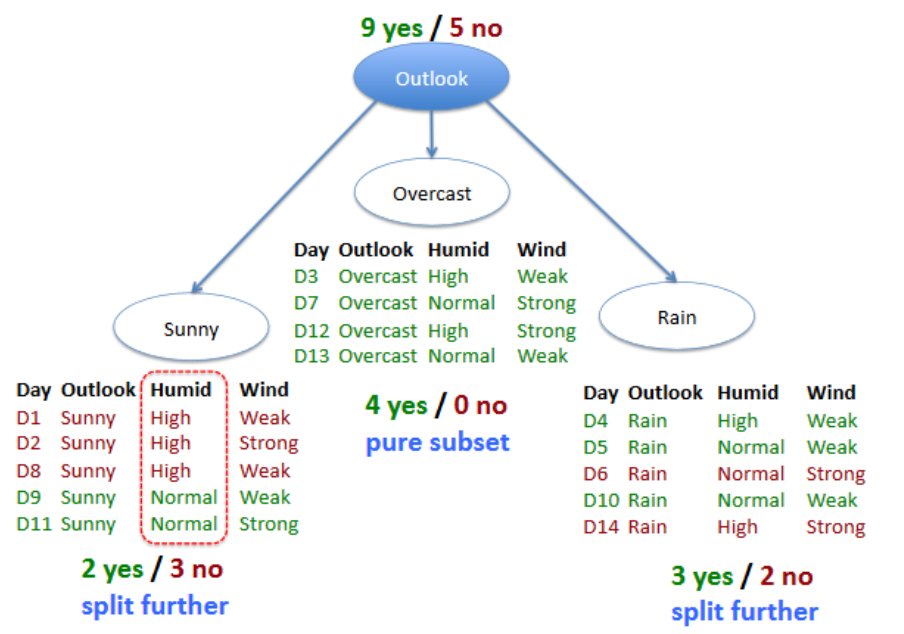 9 yes / 5 no
Outlook
Overcast
Day Outlook Humid Wind
D3 Overcast High Weak
D7 Overcast Normal Strong
D12 Overcast High Strong
D13 Overcast Normal Weak
4 yes / 0 no
pure subset
Sunny
Day Outlook Humid Wind
D1 Sunny High Weak
D2 Sunny High Strong
D8 Sunny High Weak
D9 Sunny Normal Weak
D11 Sunny Normal Strong
2 yes / 3 no
split further
Rain
Day Outlook Humid Wind
D4 Rain High Weak
D5 Rain Normal Weak
D6 Rain Normal Strong
D10 Rain Normal Weak
D14 Rain High Strong
3 yes / 2 no
split further